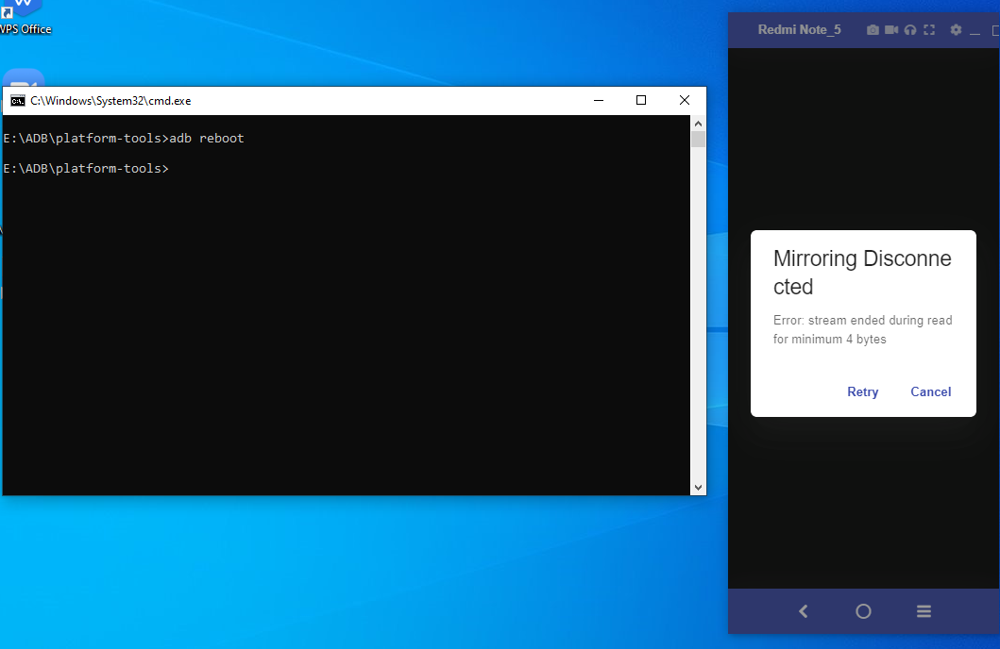 WPS Office
C:\Windows\System32\cmd.exe
E:\ADB\platform-tools>adb reboot
E:\ADB\platform-tools>
Redmi Note_5
Mirroring Disconne
cted
Error: stream ended during read
for minimum 4 bytes
Retry Cancel